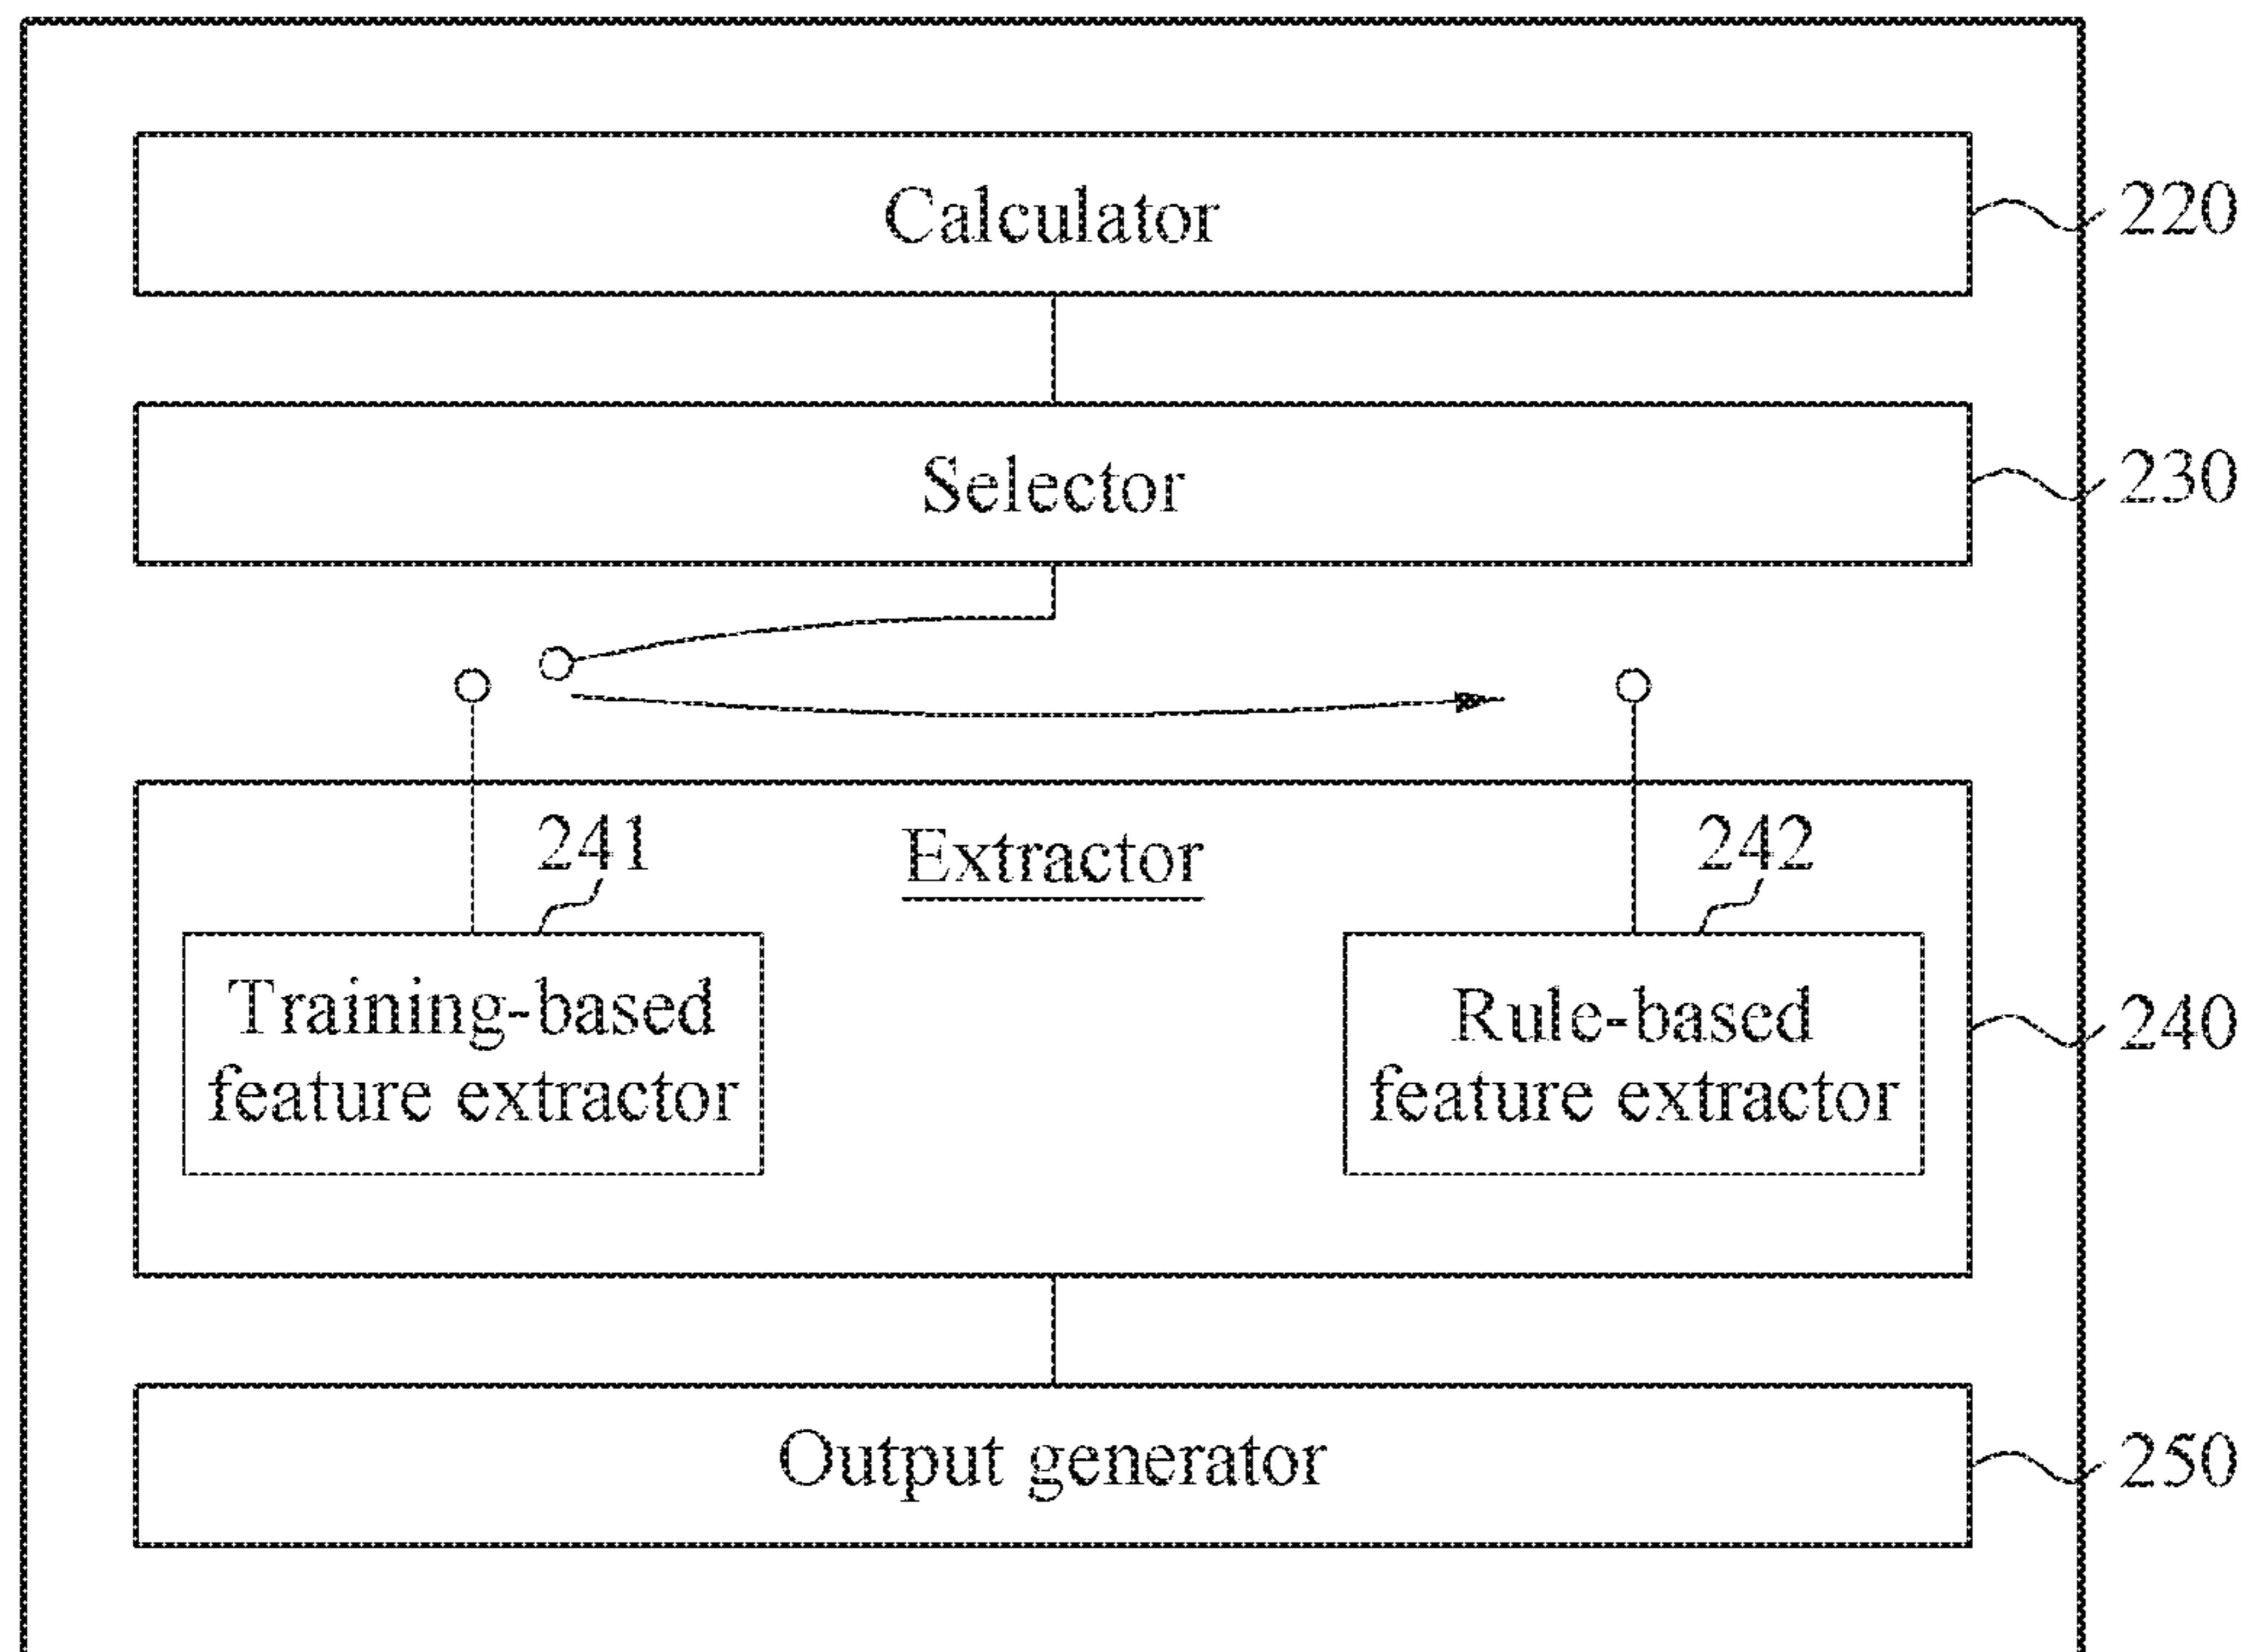 Calculator
220
Selector
230
241
Extractor
242
Training-based
feature extractor
Rule-based
feature extractor
240
Output generator
250